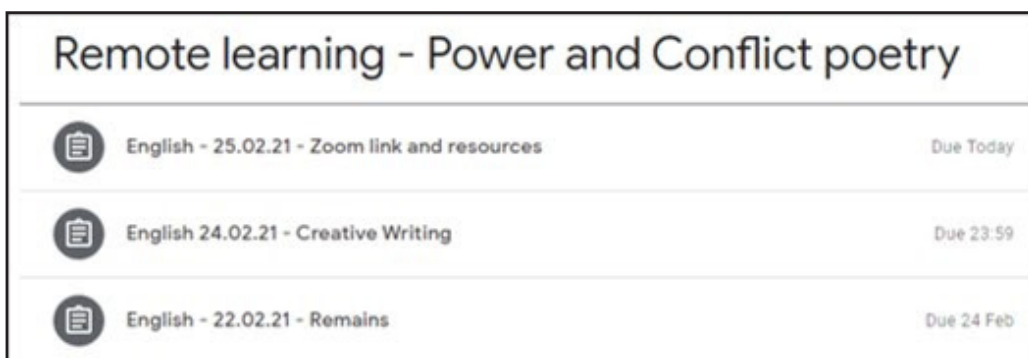 Remote learning - Power and Conflict poetry
English - 25.02.21 - Zoom link and resources Due Today
English 24.02.21 - Creative Writing Due 23:59
English - 22.02.21 - Remains Due 24 Feb